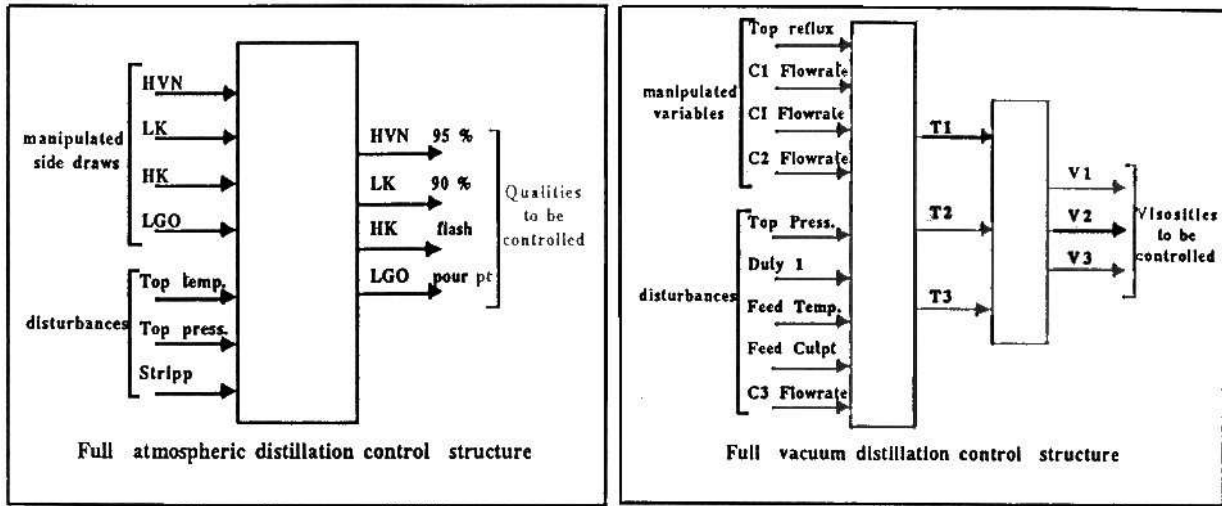 HVN
LK
HK
LGO
manipulated
side draws
Top temp.
Top press.
Stripp
disturbances
HVN 95 %
LK 90 %
HK flash
LGO pour pt
Qualities
to be
controlled
Full atmospheric distillation control structure
Top reflux
C1 Flowrate
CI Flowrate
C2 Flowrate
manipulated
variables
Top Press.
Duty 1
Feed Temp.
Feed Culpt
C3 Flowrate
disturbances
T1
T2
T3
V1
V2
V3
Visosities
to be
controlled
Full vacuum distillation control structure